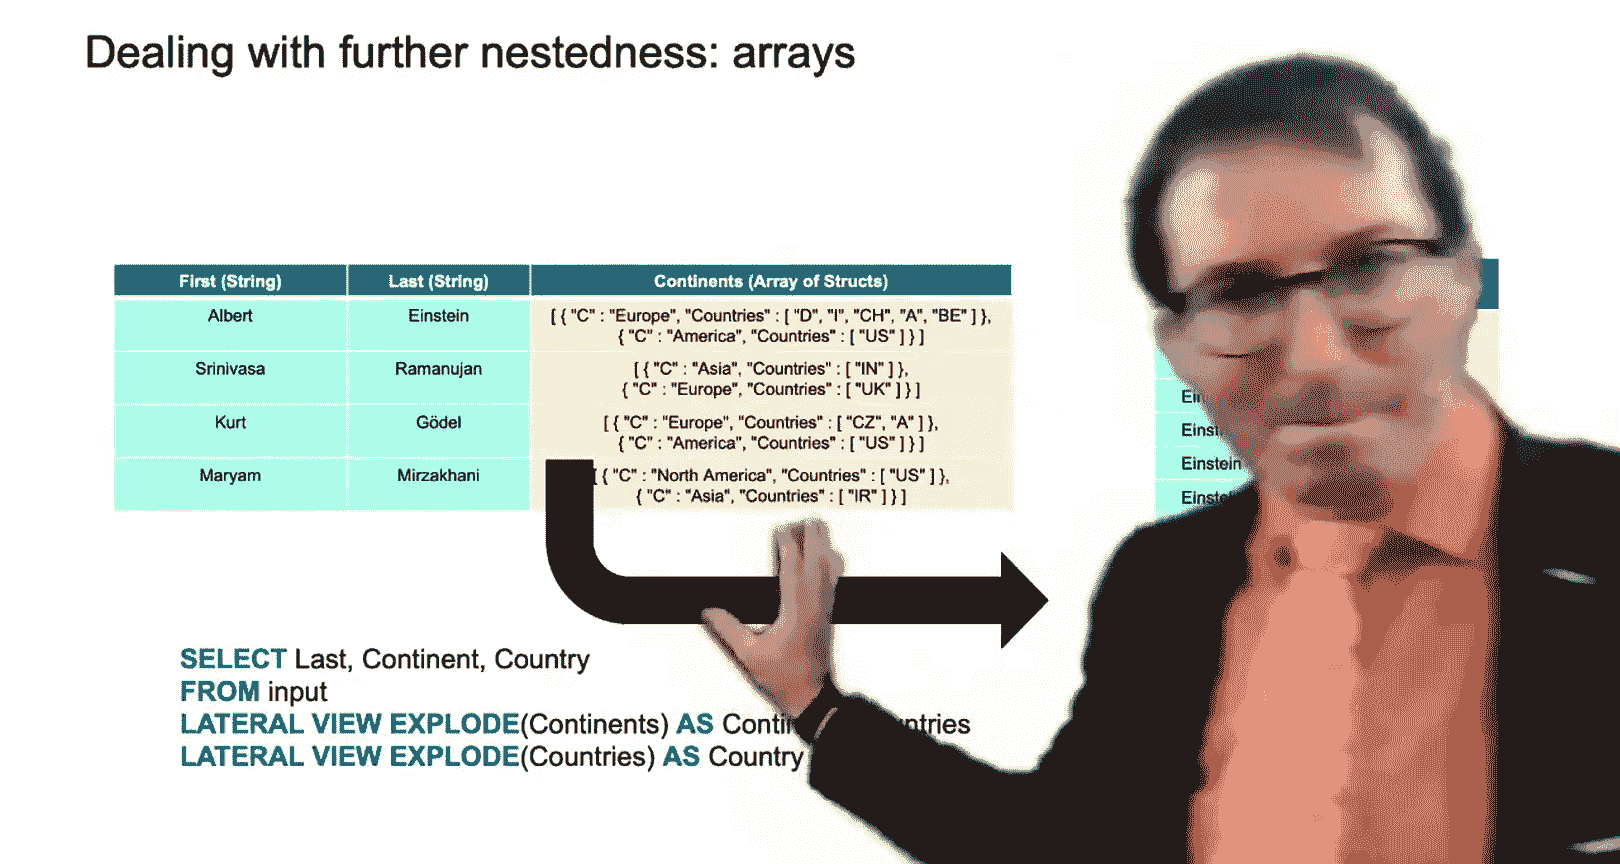 Dealing with further nestedness: arrays
First (String) Last (String) Continents (Array of Structs)
Albert Einstein [ { "C" : "Europe", "Countries" : [ "D", "I", "CH", "A", "BE" ] },
{ "C" : "America", "Countries" : [ "US" ] } ]
Srinivasa Ramanujan [ { "C" : "Asia", "Countries" : [ "IN" ] },
{ "C" : "Europe", "Countries" : [ "UK" ] } ]
Kurt Gödel [ { "C" : "Europe", "Countries" : [ "CZ", "A" ] },
{ "C" : "America", "Countries" : [ "US" ] } ]
Maryam Mirzakhani [ { "C" : "North America", "Countries" : [ "US" ] },
{ "C" : "Asia", "Countries" : [ "IR" ] } ]
Einstein
SELECT Last, Continent, Country
FROM input
LATERAL VIEW EXPLODE(Continents) AS
LATERAL VIEW EXPLODE(Countries) AS Country